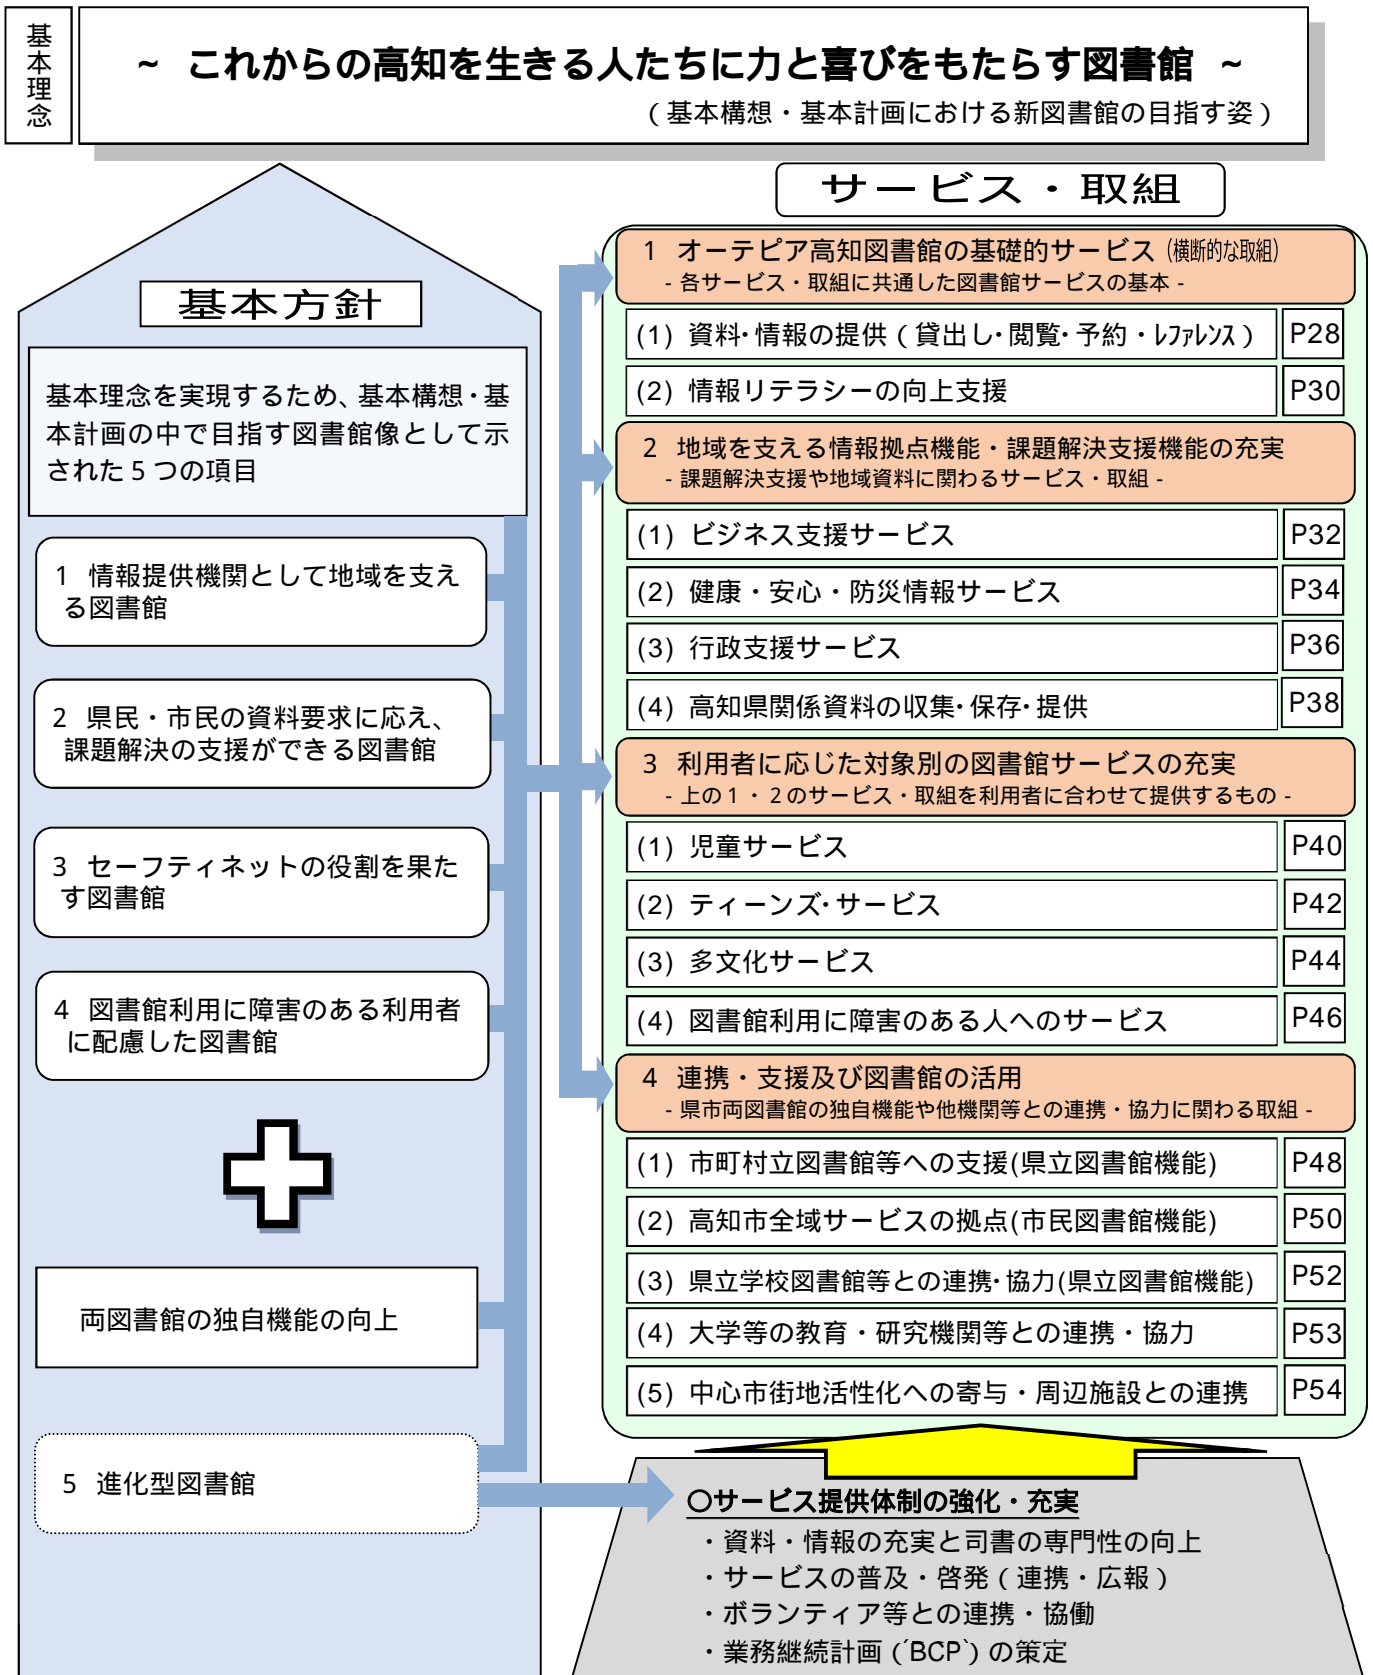 基本理念
～ これからの高知を生きる人たちに力と喜びをもたらす図書館 ～
（基本構想・基本計画における新図書館の目指す姿）
基本方針
基本理念を実現するため、基本構想・基
本計画の中で目指す図書館像として示
された５つの項目
1 情報提供機関として地域を支え
る図書館
2 県民・市民の資料要求に応え、
課題解決の支援ができる図書館
3 セーフティネットの役割を果た
す図書館
4 図書館利用に障害のある利用者
に配慮した図書館
両図書館の独自機能の向上
5 進化型図書館
サービス・取組
1 オーテピア高知図書館の基礎的サービス（横断的な取組）
- 各サービス・取組に共通した図書館サービスの基本 -
(1) 資料・情報の提供（貸出し・閲覧・予約・ﾚﾌｧﾚﾝｽ） P28
(2) 情報リテラシーの向上支援 P30
2 地域を支える情報拠点機能・課題解決支援機能の充実
- 課題解決支援や地域資料に関わるサービス・取組 -
(1) ビジネス支援サービス P32
(2) 健康・安心・防災情報サービス P34
(3) 行政支援サービス P36
(4) 高知県関係資料の収集・保存・提供 P38
3 利用者に応じた対象別の図書館サービスの充実
- 上の１・２のサービス・取組を利用者に合わせて提供するもの -
(1) 児童サービス P40
(2) ティーンズ・サービス P42
(3) 多文化サービス P44
(4) 図書館利用に障害のある人へのサービス P46
4 連携・支援及び図書館の活用
- 県市両図書館の独自機能や他機関等との連携・協力に関わる取組 -
(1) 市町村立図書館等への支援(県立図書館機能) P48
(2) 高知市全域サービスの拠点(市民図書館機能) P50
(3) 県立学校図書館等との連携・協力(県立図書館機能) P52
(4) 大学等の教育・研究機関等との連携・協力 P53
(5) 中心市街地活性化への寄与・周辺施設との連携 P54
〇サービス提供体制の強化・充実
・資料・情報の充実と司書の専門性の向上
・サービスの普及・啓発（連携・広報）
・ボランティア等との連携・協働
・業務継続計画（BCP）の策定